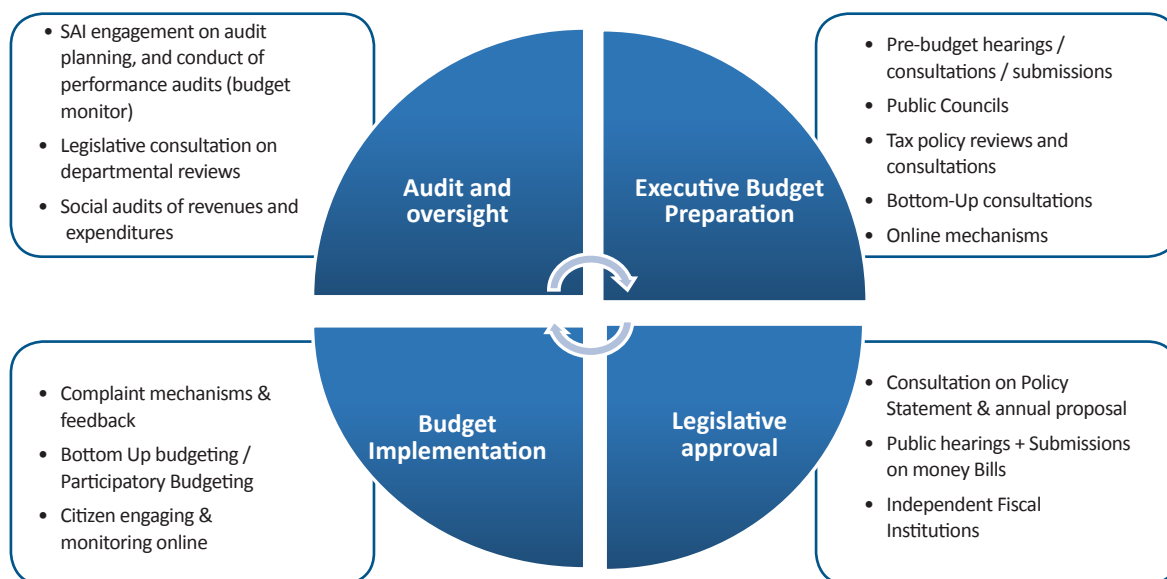 • SAI engagement on audit
planning, and conduct of
performance audits (budget
monitor)
• Legislative consultation on
departmental reviews
• Social audits of revenues and
expenditures
Audit and
oversight
Executive Budget
Preparation
• Pre-budget hearings /
consultations / submissions
• Public Councils
• Tax policy reviews and
consultations
• Bottom-Up consultations
• Online mechanisms
• Complaint mechanisms &
feedback
• Bottom Up budgeting /
Participatory Budgeting
• Citizen engaging &
monitoring online
Budget
Implementation
Legislative
approval
• Consultation on Policy
Statement & annual proposal
• Public hearings + Submissions
on money Bills
• Independent Fiscal
Institutions